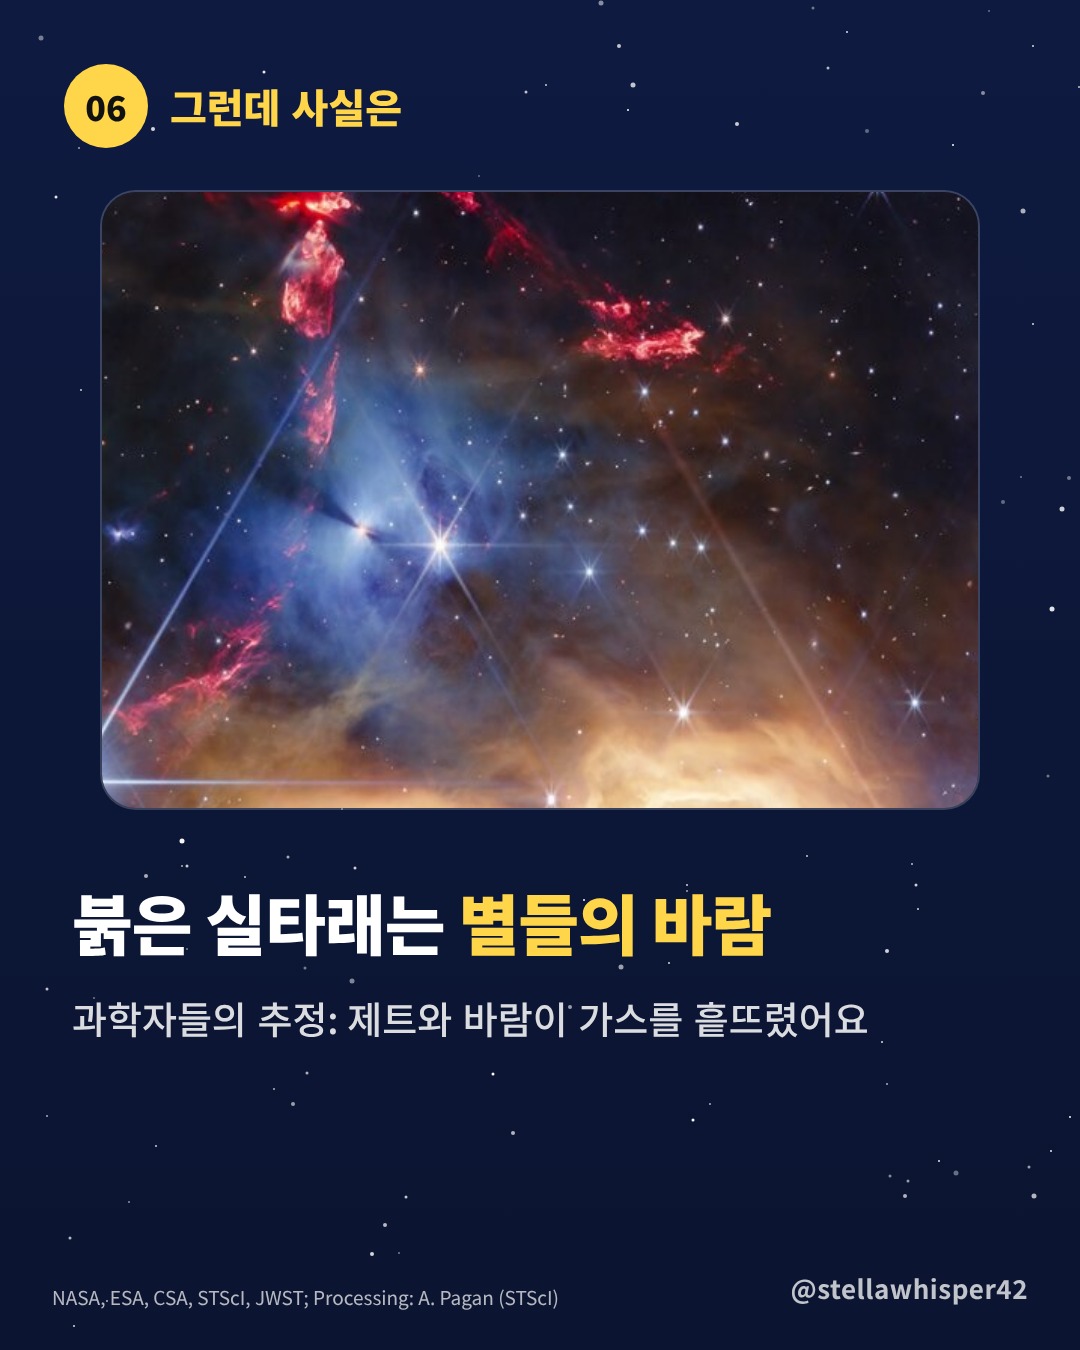 06 그런데 사실은
붉은 실타래는 별들의 바람
과학자들의 추정: 제트와 바람이 가스를 흩뜨렸어요
NASA, ESA, CSA, STScI, JWST; Processing: A. Pagan (STScI)
@stellawhisper42